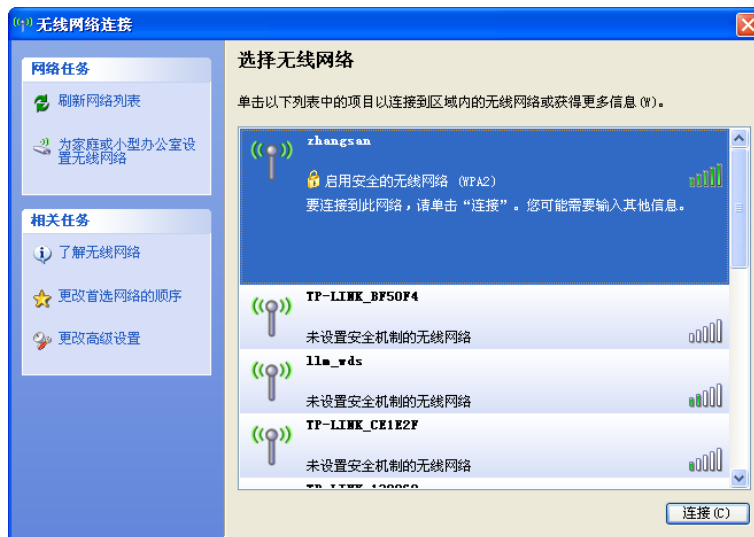 无线网络连接
网络任务
刷新网络列表
为家庭或小型办公室设
置无线网络
相关任务
了解无线网络
更改首选网络的顺序
更改高级设置
选择无线网络
单击以下列表中的项目以连接到区域内的无线网络或获得更多信息(W)。
zhangsan
启用安全的无线网络 (WPA2)
要连接到此网络，请单击“连接”。您可能需要输入其他信息。
TP-LINK_BF50F4
未设置安全机制的无线网络
llm_wds
未设置安全机制的无线网络
TP-LINK_CE1E2F
未设置安全机制的无线网络
连接(C)